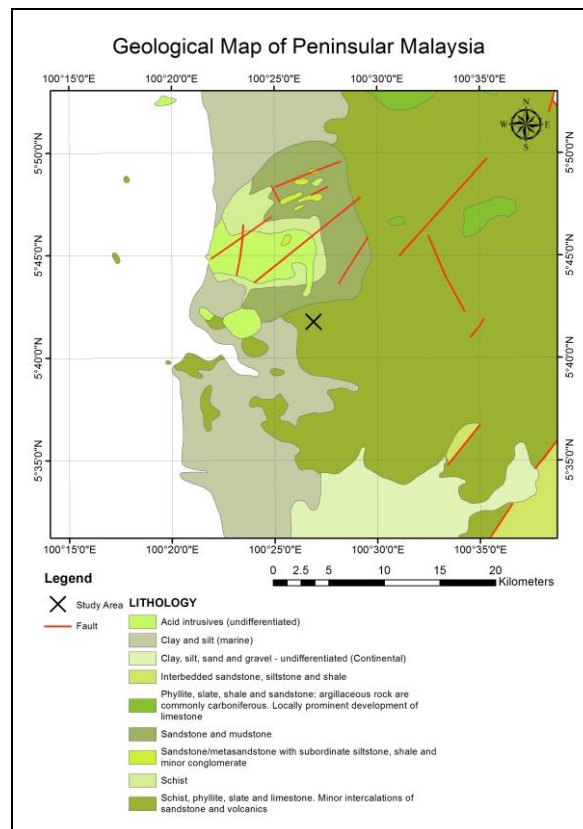 Geological Map of Peninsular Malaysia
100°15'0"E 100°20'0"E 100°25'0"E 100°30'0"E 100°35'0"E
N
W E
S
5°50'0"N 5°50'0"N
5°45'0"N 5°45'0"N
5°40'0"N 5°40'0"N
5°35'0"N 5°35'0"N
100°15'0"E 100°20'0"E 100°25'0"E 100°30'0"E 100°35'0"E
0 2.5 5 10 15 20
Kilometers
Legend
Study Area
Fault
LITHOLOGY
Acid intrusives (undifferentiated)
Clay and silt (marine)
Clay, silt, sand and gravel - undifferentiated (Continental)
Interbedded sandstone, siltstone and shale
Phyllite, slate, shale and sandstone: argillaceous rock are
commonly carboniferous. Locally prominent development of
limestone
Sandstone and mudstone
Sandstone/metasandstone with subordinate siltstone, shale and
minor conglomerate
Schist
Schist, phyllite, slate and limestone. Minor intercalations of
sandstone and volcanics